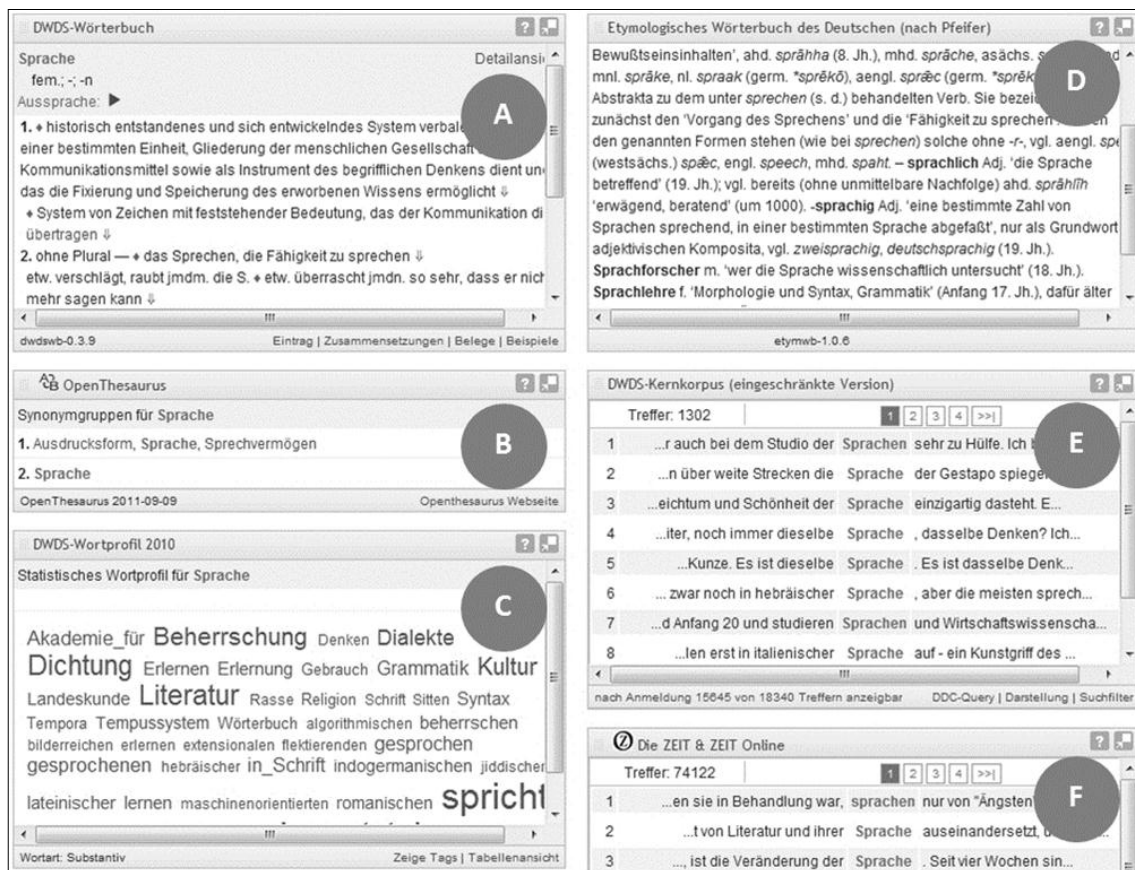 DWDS-Wörterbuch
Sprache
Detailansi
fem.; -; -n
Aussprache:
A
1. ♦ historisch entstandenes und sich entwickelndes System
einer bestimmten Einheit, Gliederung der menschlichen Gesellschaft
Kommunikationsmittel sowie als Instrument des begrifflichen Denkens dient un
das die Fixierung und Speicherung des erworbenen Wissens ermöglicht ⇩
♦ System von Zeichen mit feststehender Bedeutung, das der Kommunikation di
übertragen ⇩
2. ohne Plural — ♦ das Sprechen, die Fähigkeit zu sprechen ⇩
etw. verschlägt, raubt jmdm. die S. ♦ etw. überrascht jmdn. so sehr, dass er nich
mehr sagen kann ⇩
dwdswb-0.3.9
Eintrag | Zusammensetzungen | Belege | Beispiele
OpenThesaurus
Synonymgruppen für Sprache
1. Ausdrucksform, Sprache, Sprechvermögen
B
2. Sprache
OpenThesaurus 2011-09-09
Openthesaurus Webseite
DWDS-Wortprofil 2010
Statistisches Wortprofil für Sprache
C
Akademie_für Beherrschung Denken Dialekte
Dichtung Erlernen Erlernung Gebrauch Grammatik Kultur
Landeskunde Literatur Rasse Religion Schrift Sitten Syntax
Tempora Tempussystem Wörterbuch algorithmischen beherrschen
bilderreichen erlernen extensionalen flektierenden gesprochen
gesprochenen hebräischer in_Schrift indogermanischen jiddischer
lateinischer lernen maschinenorientierten romanischen spricht
Wortart: Substantiv
Zeige Tags | Tabellenansicht
Etymologisches Wörterbuch des Deutschen (nach Pfeifer)
Bewußtseinsinhalten’, ahd. sprāhha (8. Jh.), mhd. sprāche, asächs.
mnl. sprāke, nl. spraak (germ. *sprēkō), aengl. sprǣc (germ. *sprēk
D
Abstrakta zu dem unter sprechen (s. d.) behandelten Verb. Sie
zunächst den ‘Vorgang des Sprechens’ und die ‘Fähigkeit zu sprechen
den genannten Formen stehen (wie bei sprechen) solche ohne -r-, vgl. aengl. spe
(westsächs.) spǣc, engl. speech, mhd. spaht. – sprachlich Adj. ‘die Sprache
betreffend’ (19. Jh.); vgl. bereits (ohne unmittelbare Nachfolge) ahd. sprāhlīh
‘erwägend, beratend’ (um 1000). -sprachig Adj. ‘eine bestimmte Zahl von
Sprachen sprechend, in einer bestimmten Sprache abgefaßt’, nur als Grundwort
adjektivischen Komposita, vgl. zweisprachig, deutschsprachig (19. Jh.).
Sprachforscher m. ‘wer die Sprache wissenschaftlich untersucht’ (18. Jh.).
Sprachlehre f. ‘Morphologie und Syntax, Grammatik’ (Anfang 17. Jh.), dafür älter
etymwb-1.0.6
DWDS-Kernkorpus (eingeschränkte Version)
Treffer: 1302
1 2 3 4 >>|
E
1 ...r auch bei dem Studio der Sprachen sehr zu Hülfe. Ich
2 ...n über weite Strecken die Sprache der Gestapo
3 ...eichtum und Schönheit der Sprache einzigartig dasteht. E...
4 ...iter, noch immer dieselbe Sprache , dasselbe Denken? Ich...
5 ...Kunze. Es ist dieselbe Sprache . Es ist dasselbe Denk...
6 ... zwar noch in hebräischer Sprache , aber die meisten sprech...
7 ...d Anfang 20 und studieren Sprachen und Wirtschaftswissenscha...
8 ...len erst in italienischer Sprache auf - ein Kunstgriff des ...
nach Anmeldung 15645 von 18340 Treffern anzeigbar
DDC-Query | Darstellung | Suchfilter
Die ZEIT & ZEIT Online
Treffer: 74122
1 2 3 4 >>|
F
1 ...en sie in Behandlung war, sprachen nur von "Ängsten"
2 ...t von Literatur und ihrer Sprache auseinandersetzt,
3 ..., ist die Veränderung der Sprache . Seit vier Wochen sin...